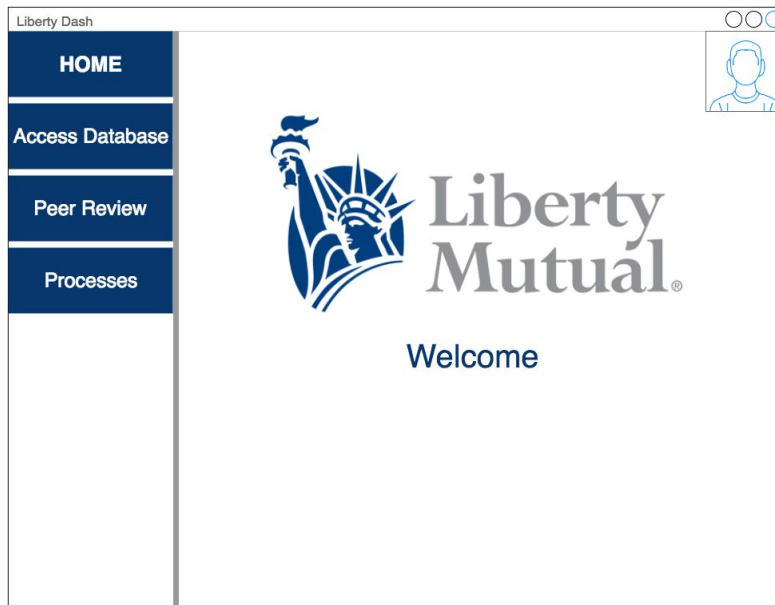 Liberty Dash
HOME
Access Database
Peer Review
Processes
Liberty
Mutual®
Welcome